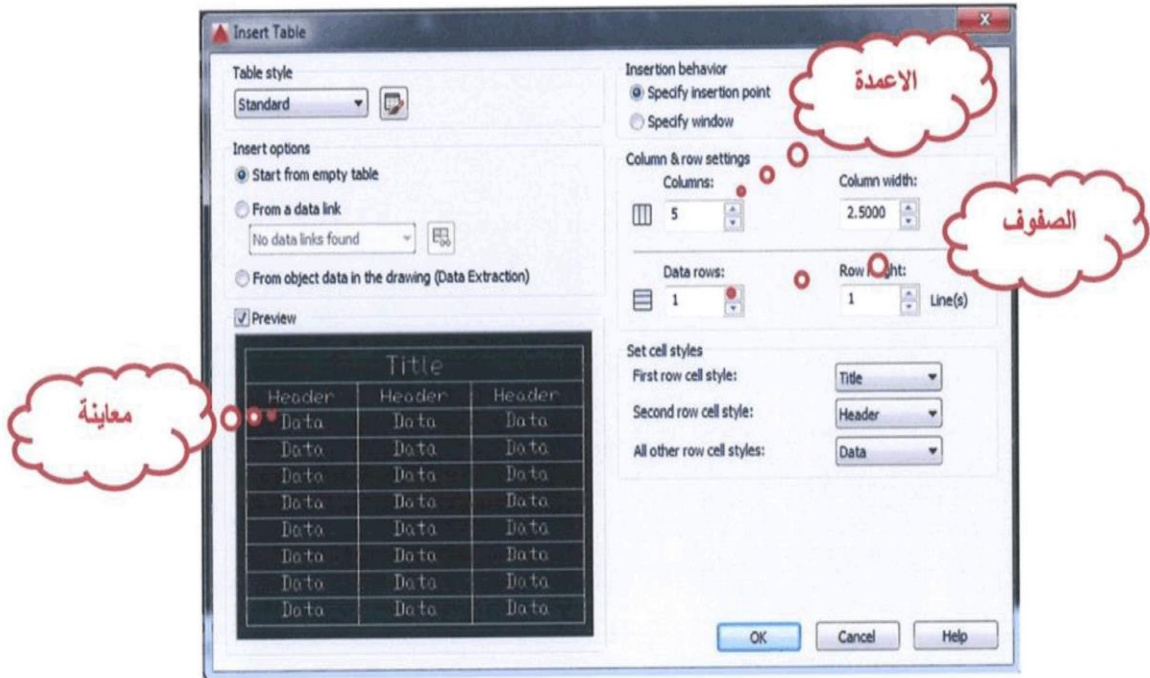 Insert Table
Table style
Standard
Insert options
Start from empty table
From a data link
No data links found
From object data in the drawing (Data Extraction)
Preview
Title
Header Header Header
Data Data Data
Data Data Data
Data Data Data
Data Data Data
Data Data Data
Data Data Data
Data Data Data
Data Data Data
معاينة
Insertion behavior
Specify insertion point
Specify window
الاعمدة
Column & row settings
Columns: Column width:
5 2.5000
الصفوف
Data rows: Row
1 1 Line(s)
Set cell styles
First row cell style: Title
Second row cell style: Header
All other row cell styles: Data
OK Cancel Help